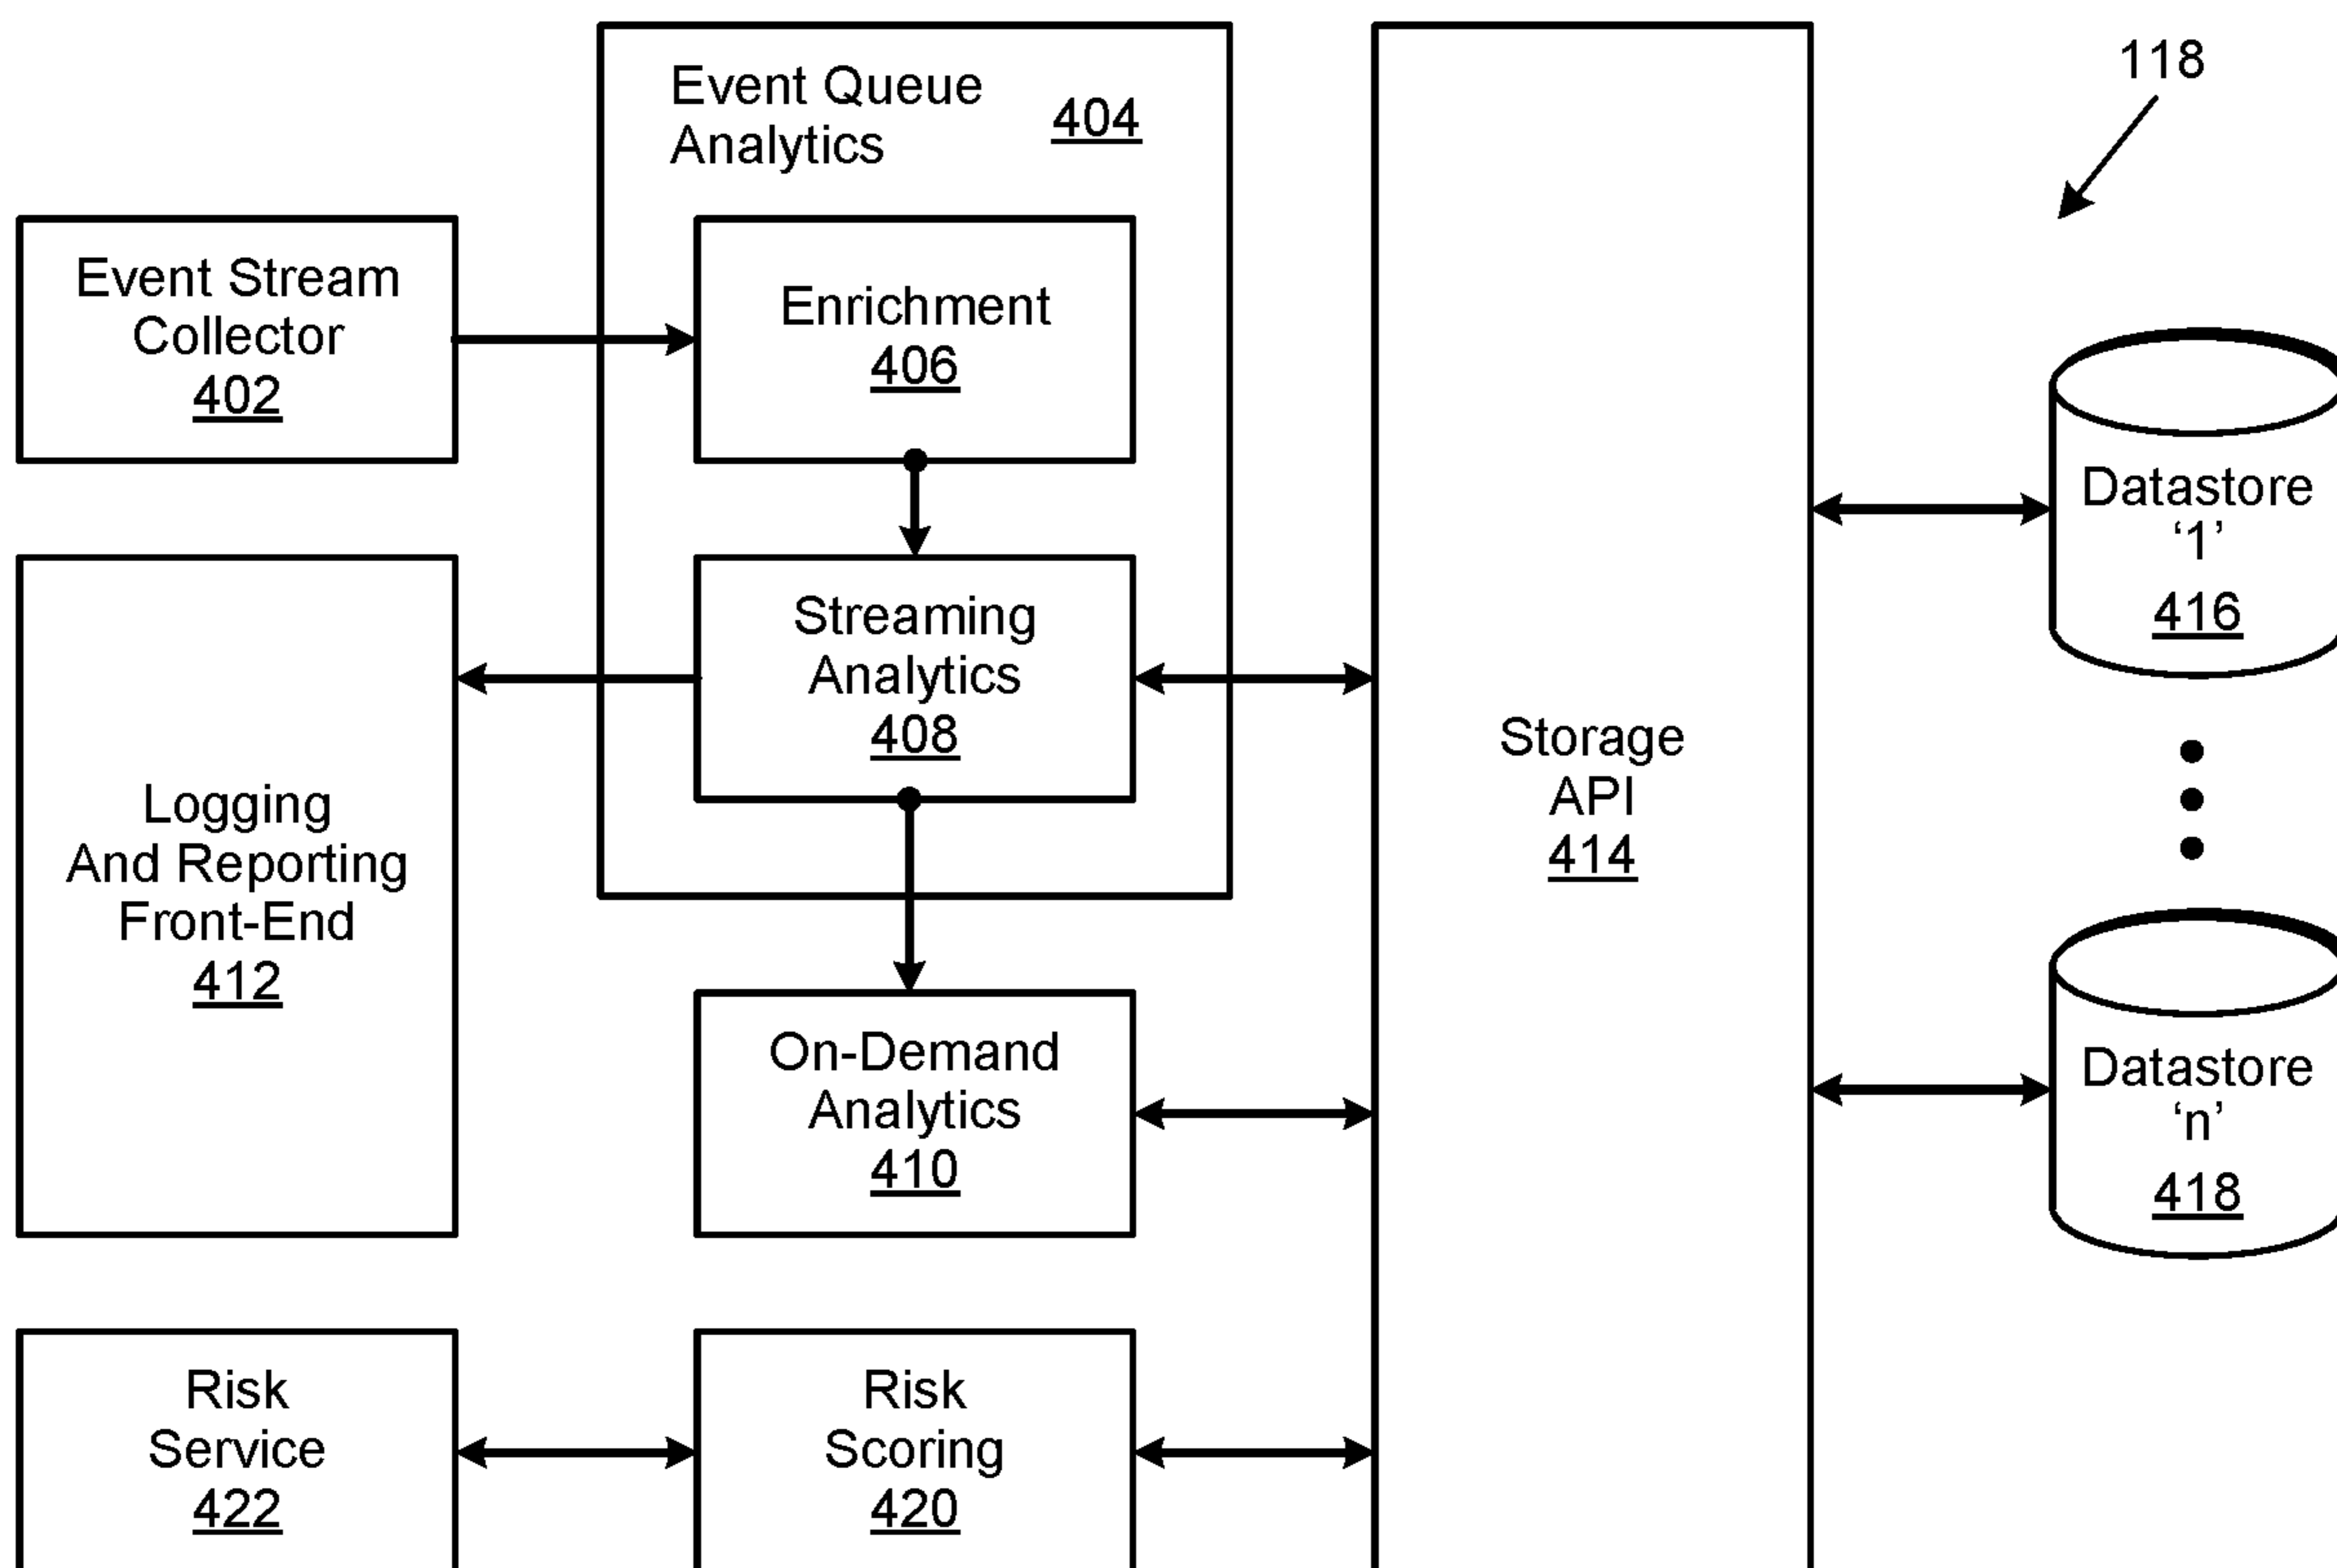 Event Queue
Analytics
404
118
Event Stream
Collector
402
Enrichment
406
Streaming
Analytics
408
Logging
And Reporting
Front-End
412
On-Demand
Analytics
410
Risk
Service
422
Risk
Scoring
420
Storage
API
414
Datastore
‘1’
416
Datastore
‘n’
418